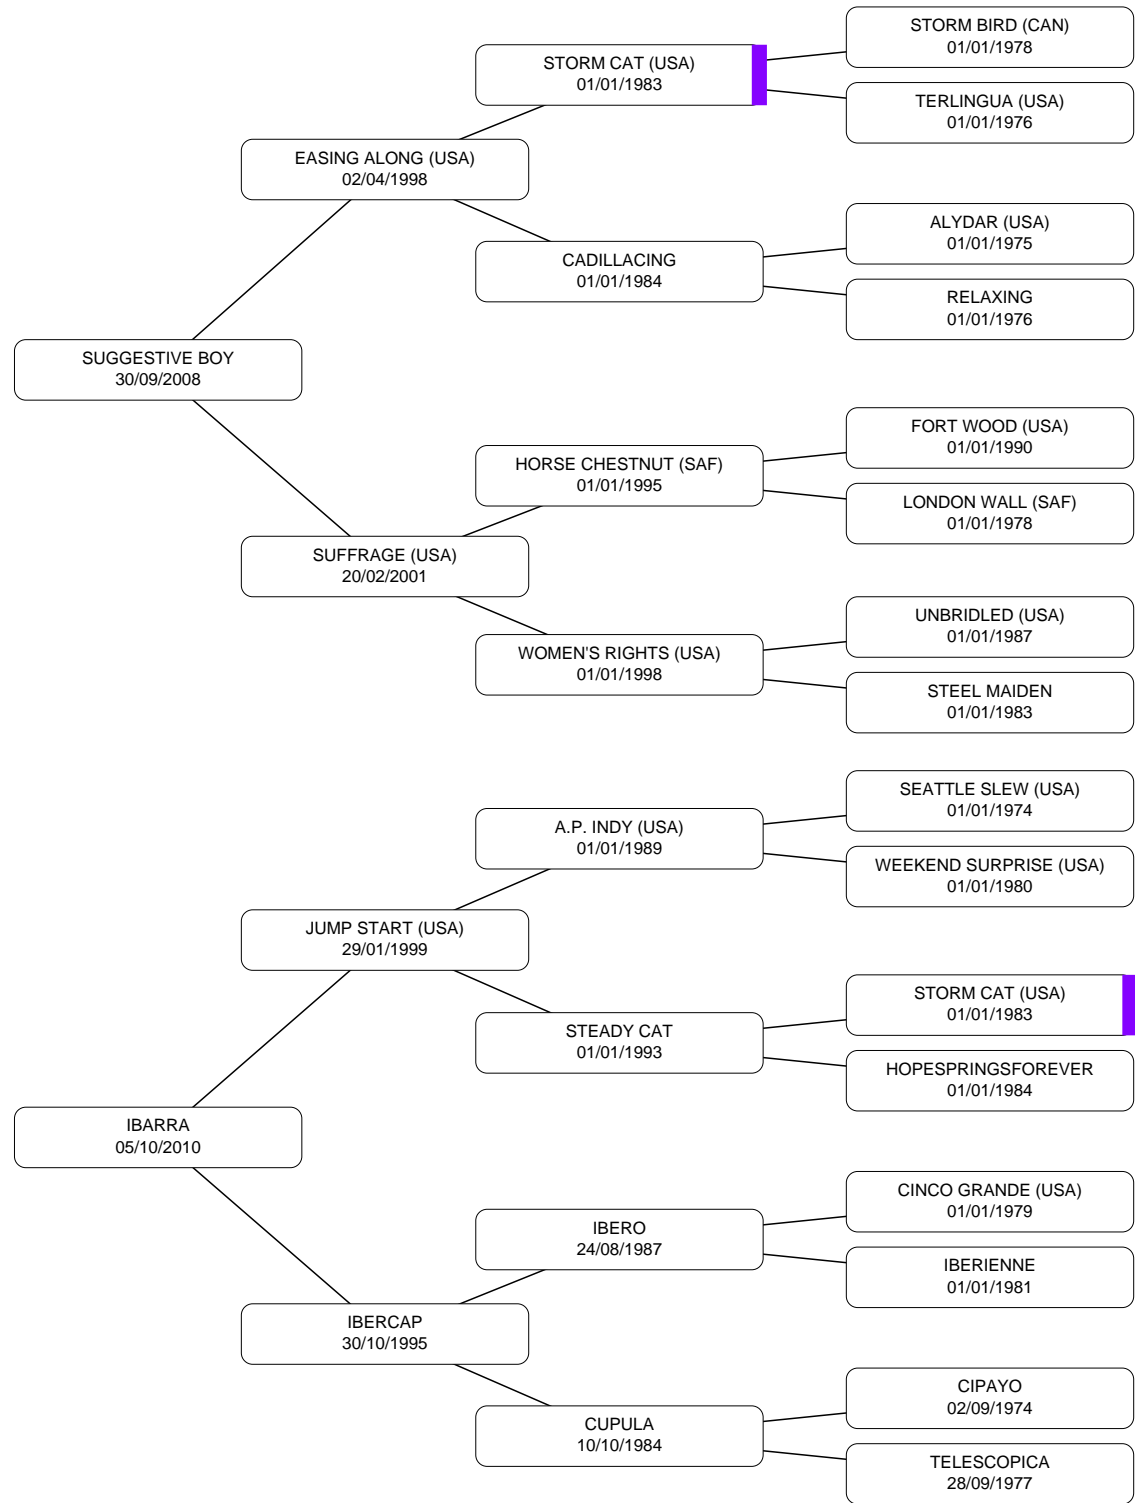 STORM BIRD (CAN)
01/01/1978
STORM CAT (USA)
01/01/1983
TERLINGUA (USA)
01/01/1976
EASING ALONG (USA)
02/04/1998
ALYDAR (USA)
01/01/1975
CADILLACING
01/01/1984
RELAXING
01/01/1976
SUGGESTIVE BOY
30/09/2008
FORT WOOD (USA)
01/01/1990
HORSE CHESTNUT (SAF)
01/01/1995
LONDON WALL (SAF)
01/01/1978
SUFFRAGE (USA)
20/02/2001
UNBRIDLED (USA)
01/01/1987
WOMEN'S RIGHTS (USA)
01/01/1998
STEEL MAIDEN
01/01/1983
SEATTLE SLEW (USA)
01/01/1974
A.P. INDY (USA)
01/01/1989
WEEKEND SURPRISE (USA)
01/01/1980
JUMP START (USA)
29/01/1999
STORM CAT (USA)
01/01/1983
STEADY CAT
01/01/1993
HOPESPRINGSFOREVER
01/01/1984
IBARRA
05/10/2010
CINCO GRANDE (USA)
01/01/1979
IBERO
24/08/1987
IBERIENNE
01/01/1981
IBERCAP
30/10/1995
CIPAYO
02/09/1974
CUPULA
10/10/1984
TELESCOPICA
28/09/1977